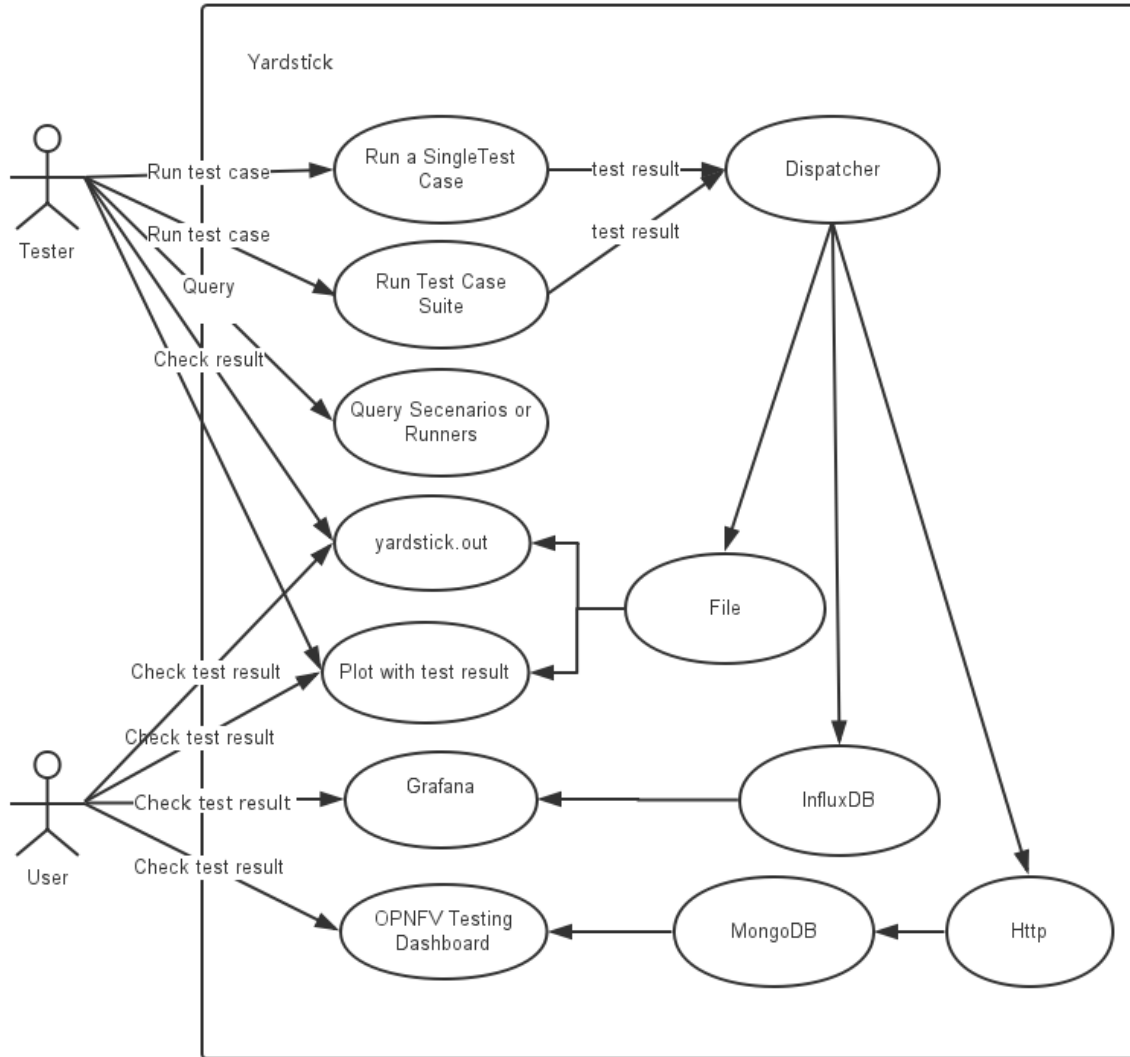 Yardstick
Run test case
Run a SingleTest
Case
test result
Dispatcher
Tester
Run test case
test result
Query
Run Test Case
Suite
Check result
Query Secenarios or
Runners
yardstick.out
File
Check test result
Plot with test result
Check test result
Grafana
Check test result
InfluxDB
User
Check test result
OPNFV Testing
Dashboard
MongoDB
Http